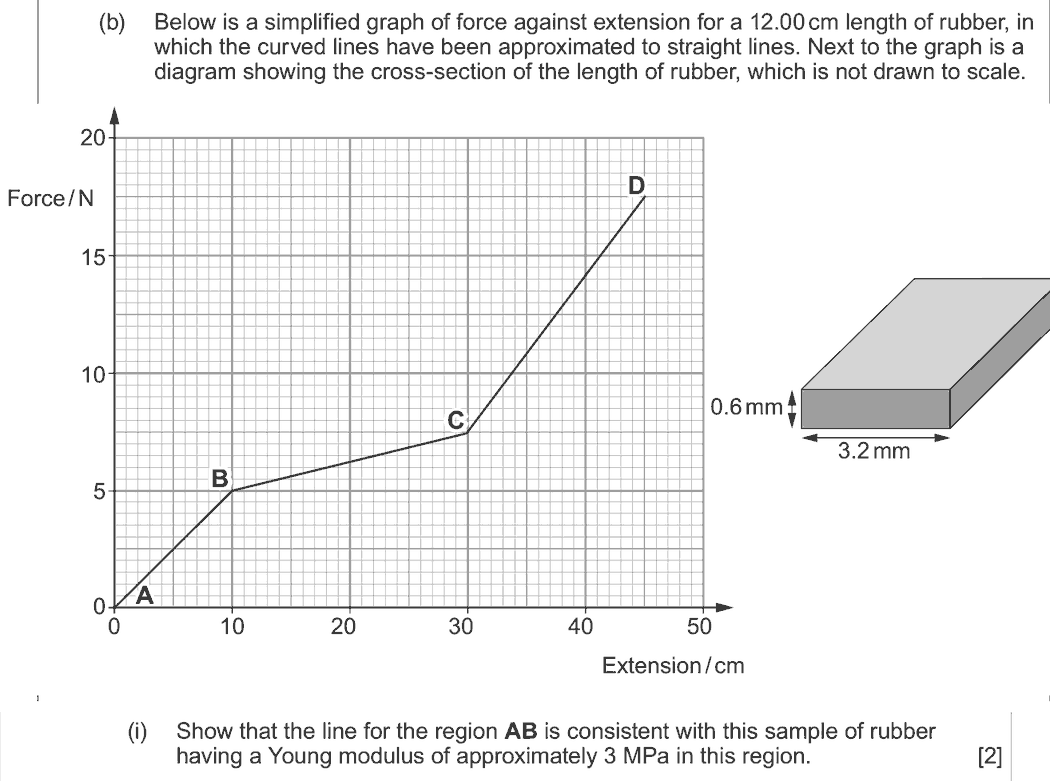 (b) Below is a simplified graph of force against extension for a 12.00 cm length of rubber, in
which the curved lines have been approximated to straight lines. Next to the graph is a
diagram showing the cross-section of the length of rubber, which is not drawn to scale.
20
Force/N
15
10
5
0
D
C
B
A
0 10 20 30 40 50
Extension/cm
0.6 mm
3.2 mm
(i) Show that the line for the region AB is consistent with this sample of rubber
having a Young modulus of approximately 3 MPa in this region. [2]